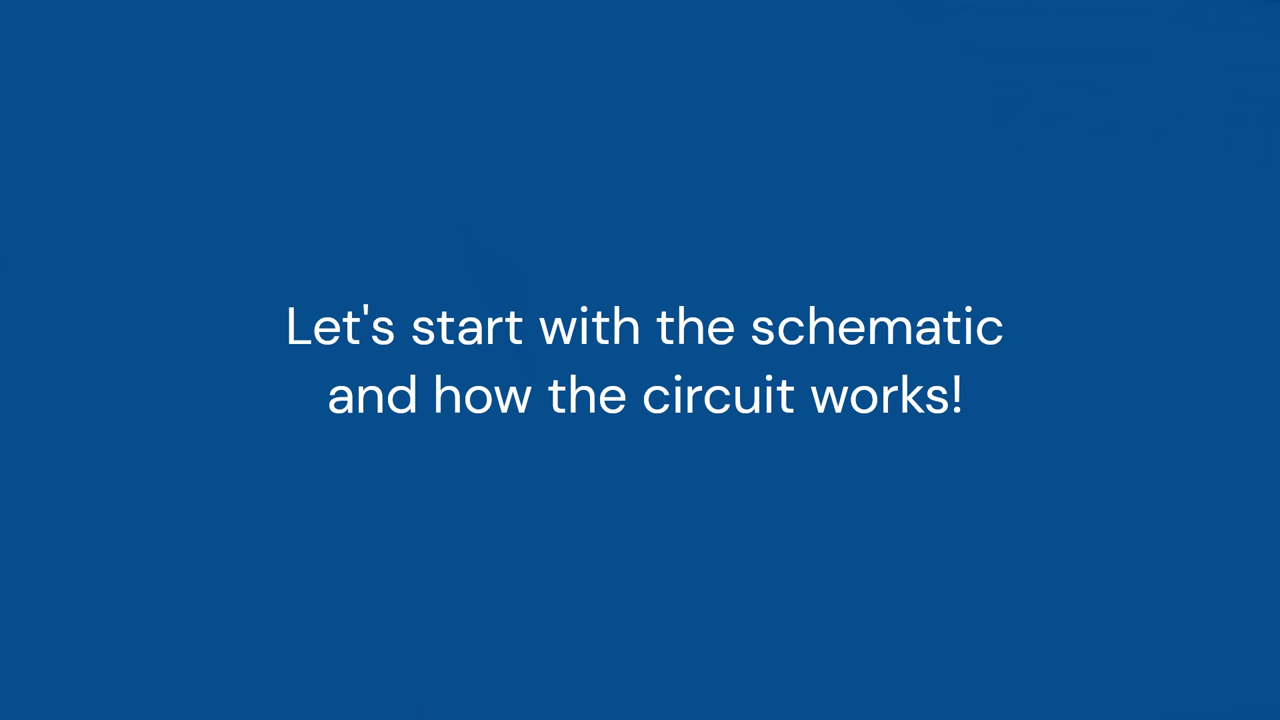 Let's start with the schematic
and how the circuit works!